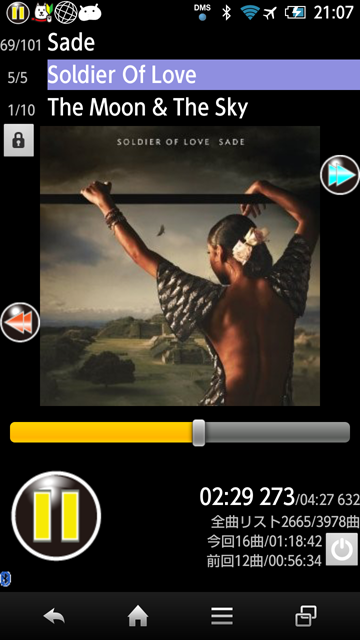 DMS
21:07
69/101 Sade
5/5 Soldier Of Love
1/10 The Moon & The Sky
SOLDIER OF LOVE SADE
02:29 273/04:27 632
全曲リスト2665/3978曲
今回16曲/01:18:42
前回12曲/00:56:34